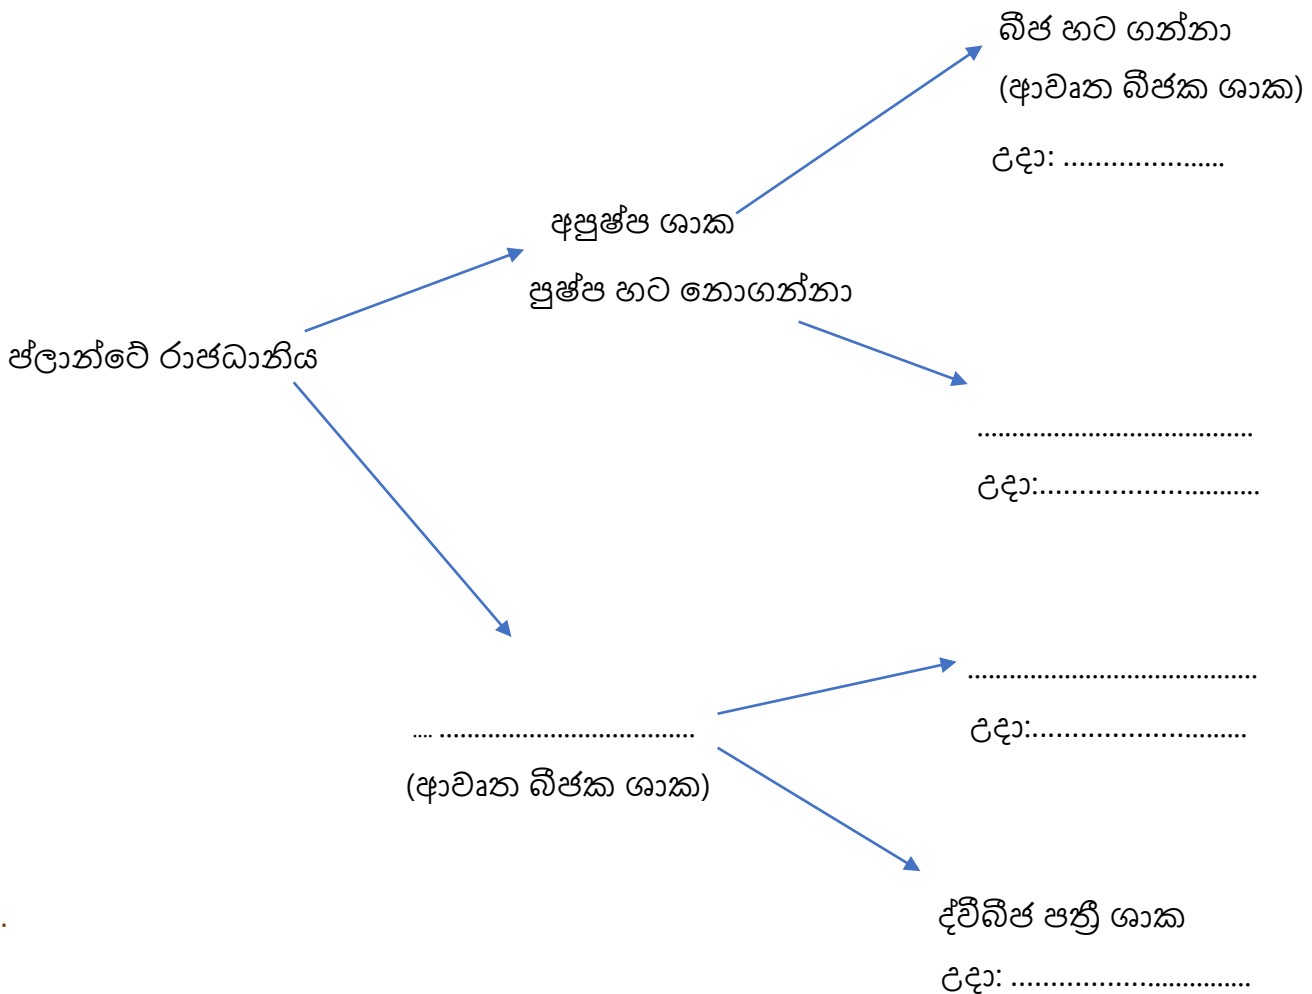 බීජ හට ගන්නා
(ආවෘත බීජක ශාක)
උදා: ......................
අපුෂ්ප ශාක
පුෂ්ප හට නොගන්නා
ප්ලාන්ටේ රාජධානිය
........................................
උදා:..............................
..........................................
උදා:............................
.... .....................................
(ආවෘත බීජක ශාක)
ද්වීබීජ පත්‍රී ශාක
උදා: ................................